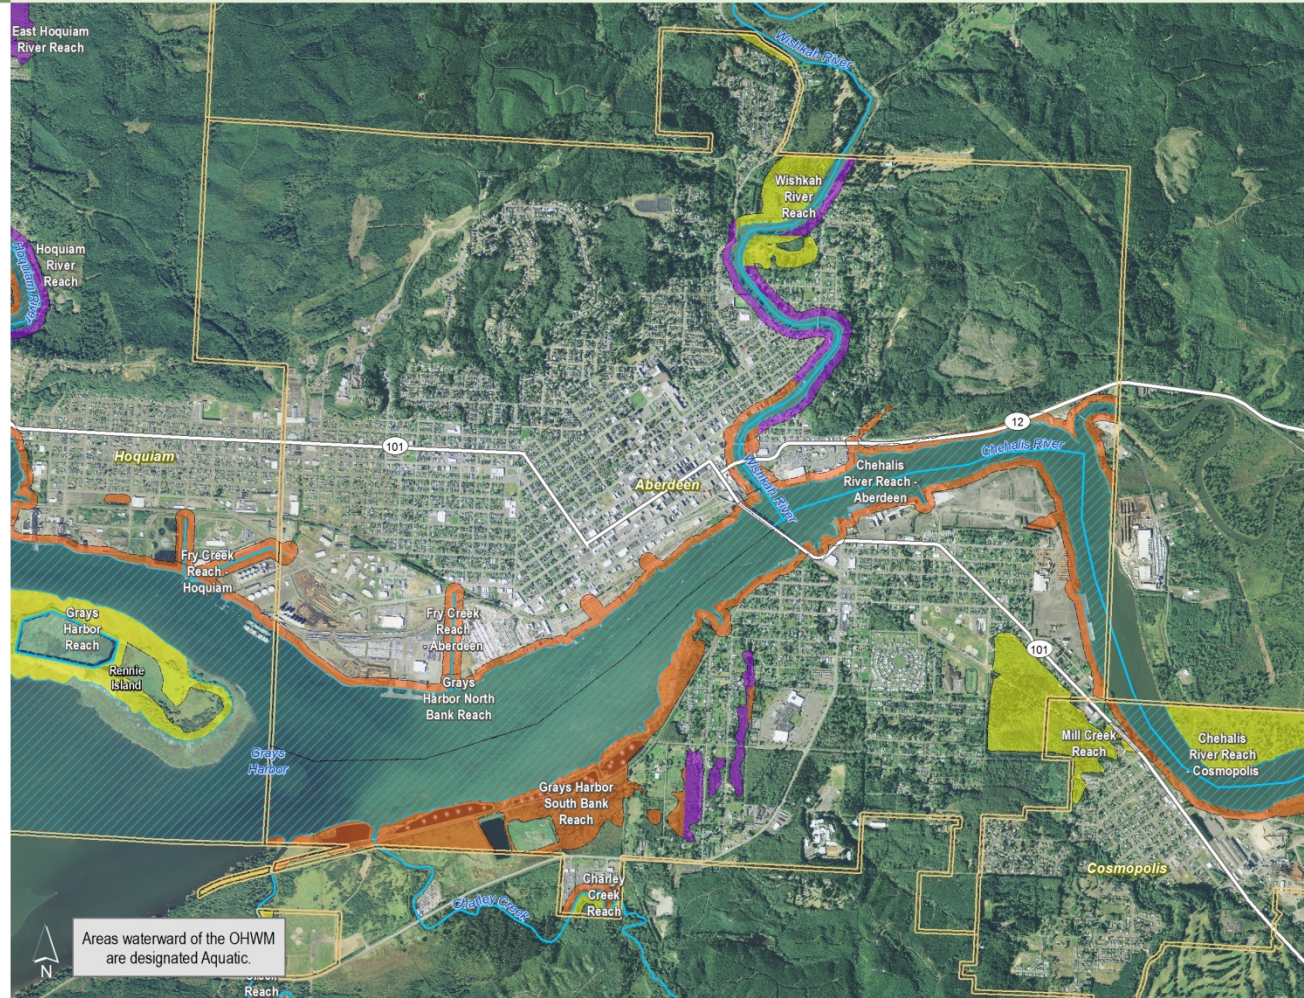 East Hoquiam
River Reach
Wishkah River
Wishkah
River
Reach
Hoquiam
River
Reach
Hoquiam River
12
101
Hoquiam
Aberdeen
Wishkah River
Chehalis River
Chehalis
River Reach -
Aberdeen
Fry Creek
Reach -
Hoquiam
Grays
Harbor
Reach
Rennie
Island
Fry Creek
Reach
- Aberdeen
Grays
Harbor North
Bank Reach
101
Grays
Harbor
Mill Creek
Reach
Chehalis
River Reach
- Cosmopolis
Grays Harbor
South Bank
Reach
Cosmopolis
Charley
Creek
Reach
Charley Creek
Areas waterward of the OHWM
are designated Aquatic.
N
Creek
Reach